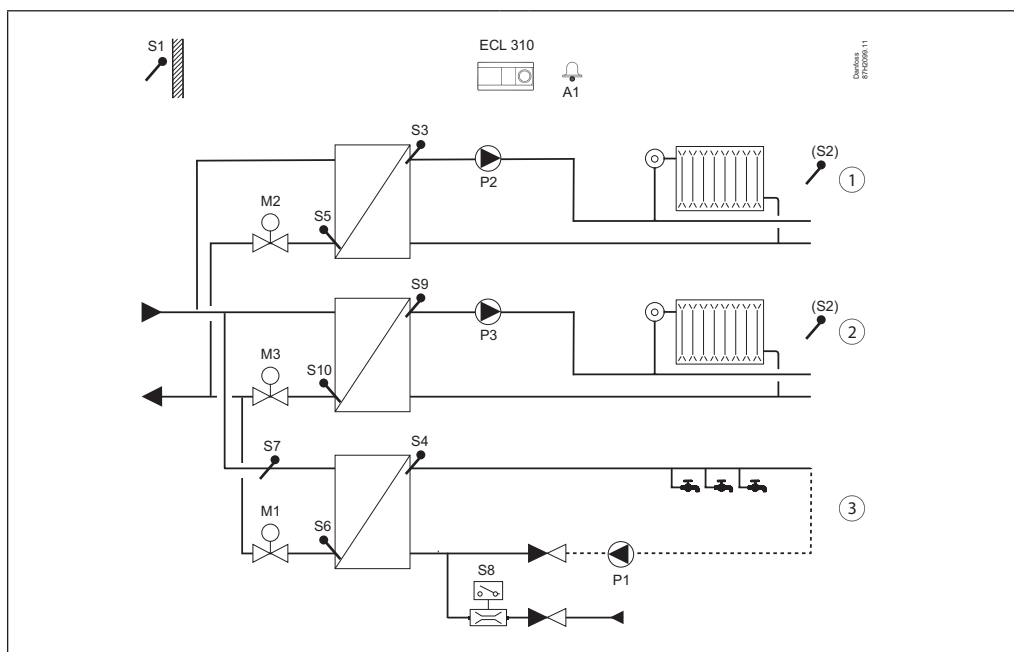 S1
ECL 310
A1
Danfoss
87H2099.11
S3
P2
(S2)
1
M2
S5
S9
P3
(S2)
2
M3
S10
S7
S4
3
M1
S6
P1
S8